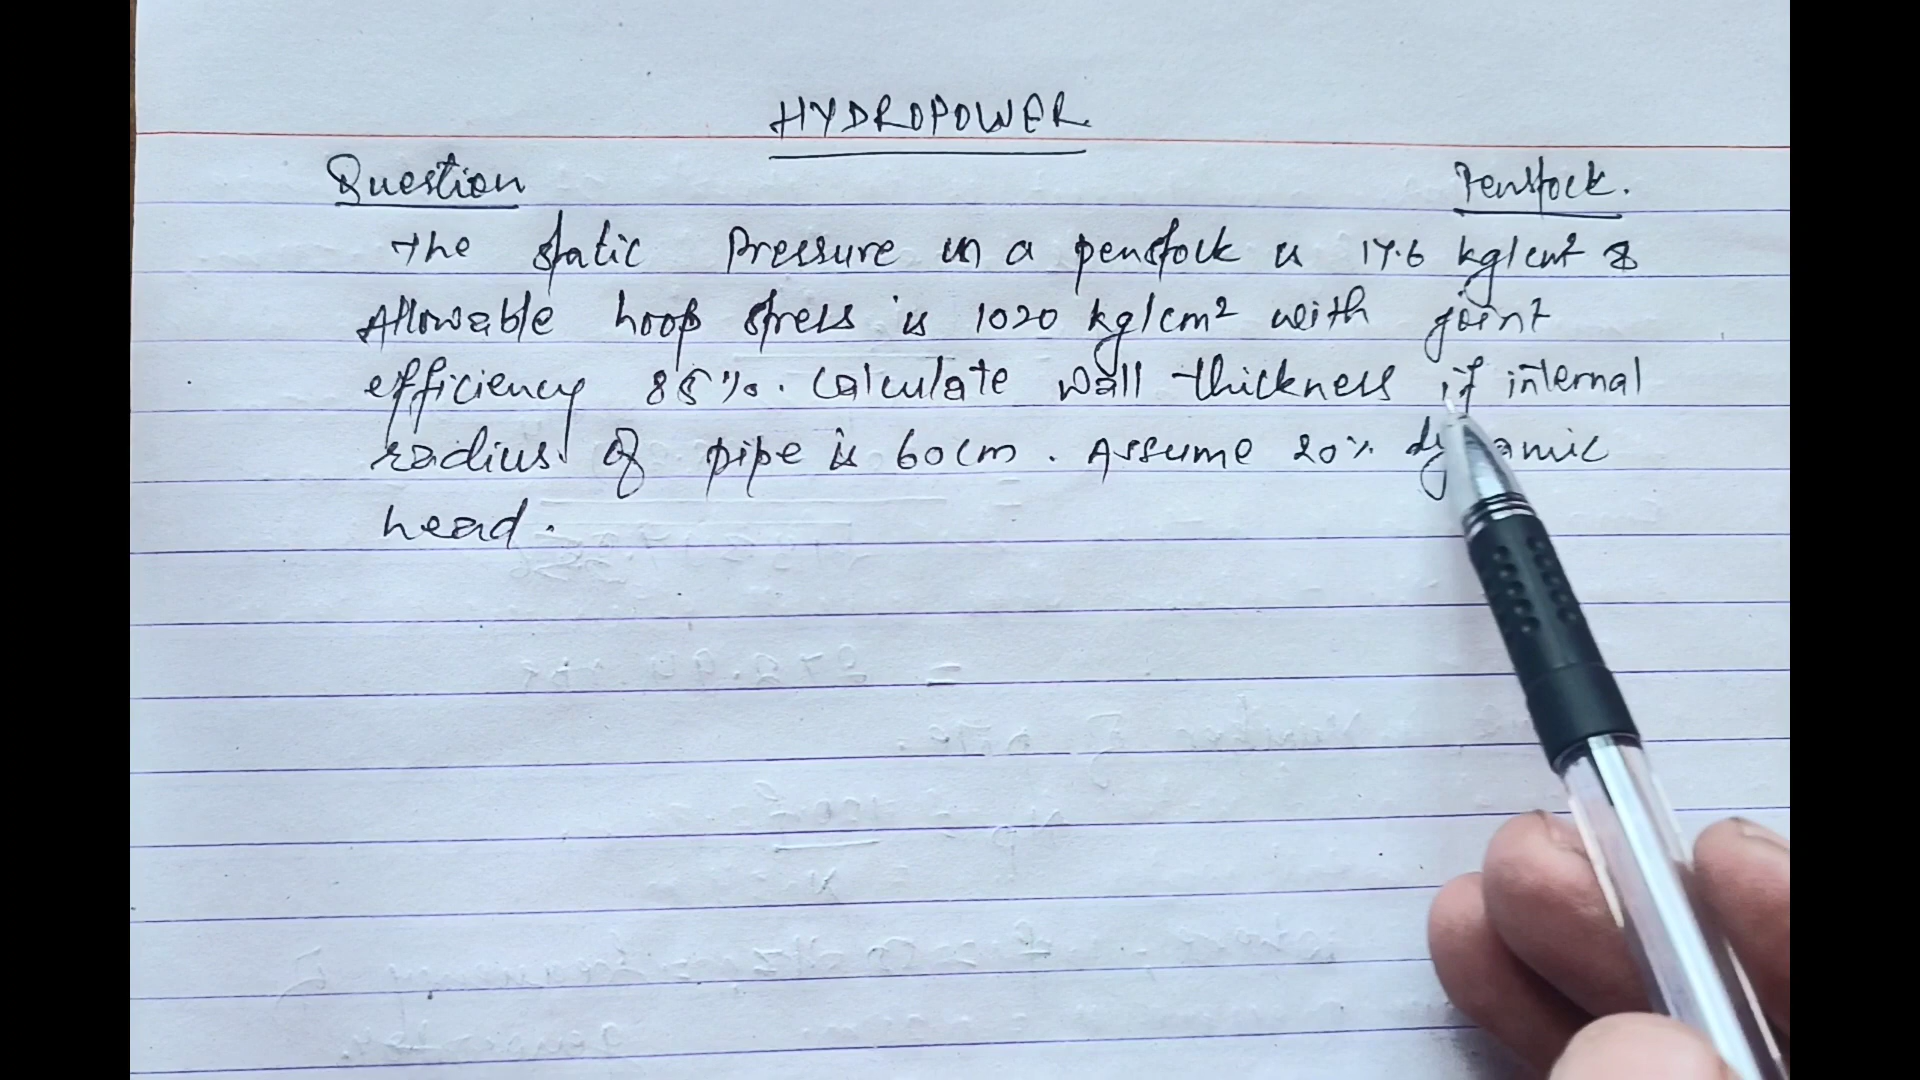 HYDROPOWER
Question
Penstock.
The static Pressure in a penstock is 17.6 kg/cm² &
Allowable hoop stress is 1020 kg/cm² with joint
efficiency 85%. Calculate wall thickness if internal
radius of pipe is 60cm. Assume 20% dynamic
head.